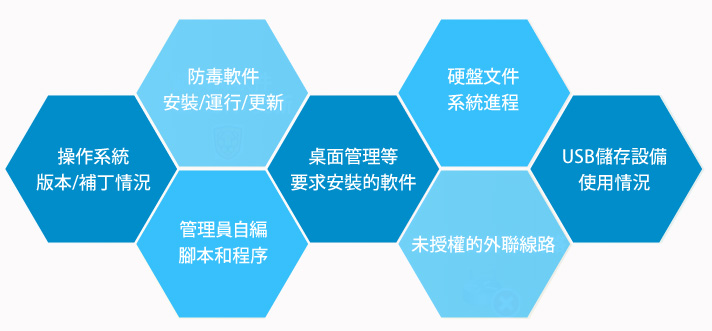 防毒軟件
安裝/運行/更新
硬盤文件
系統進程
操作系統
版本/補丁情況
桌面管理等
要求安裝的軟件
USB儲存設備
使用情況
管理員自編
腳本和程序
未授權的外聯線路